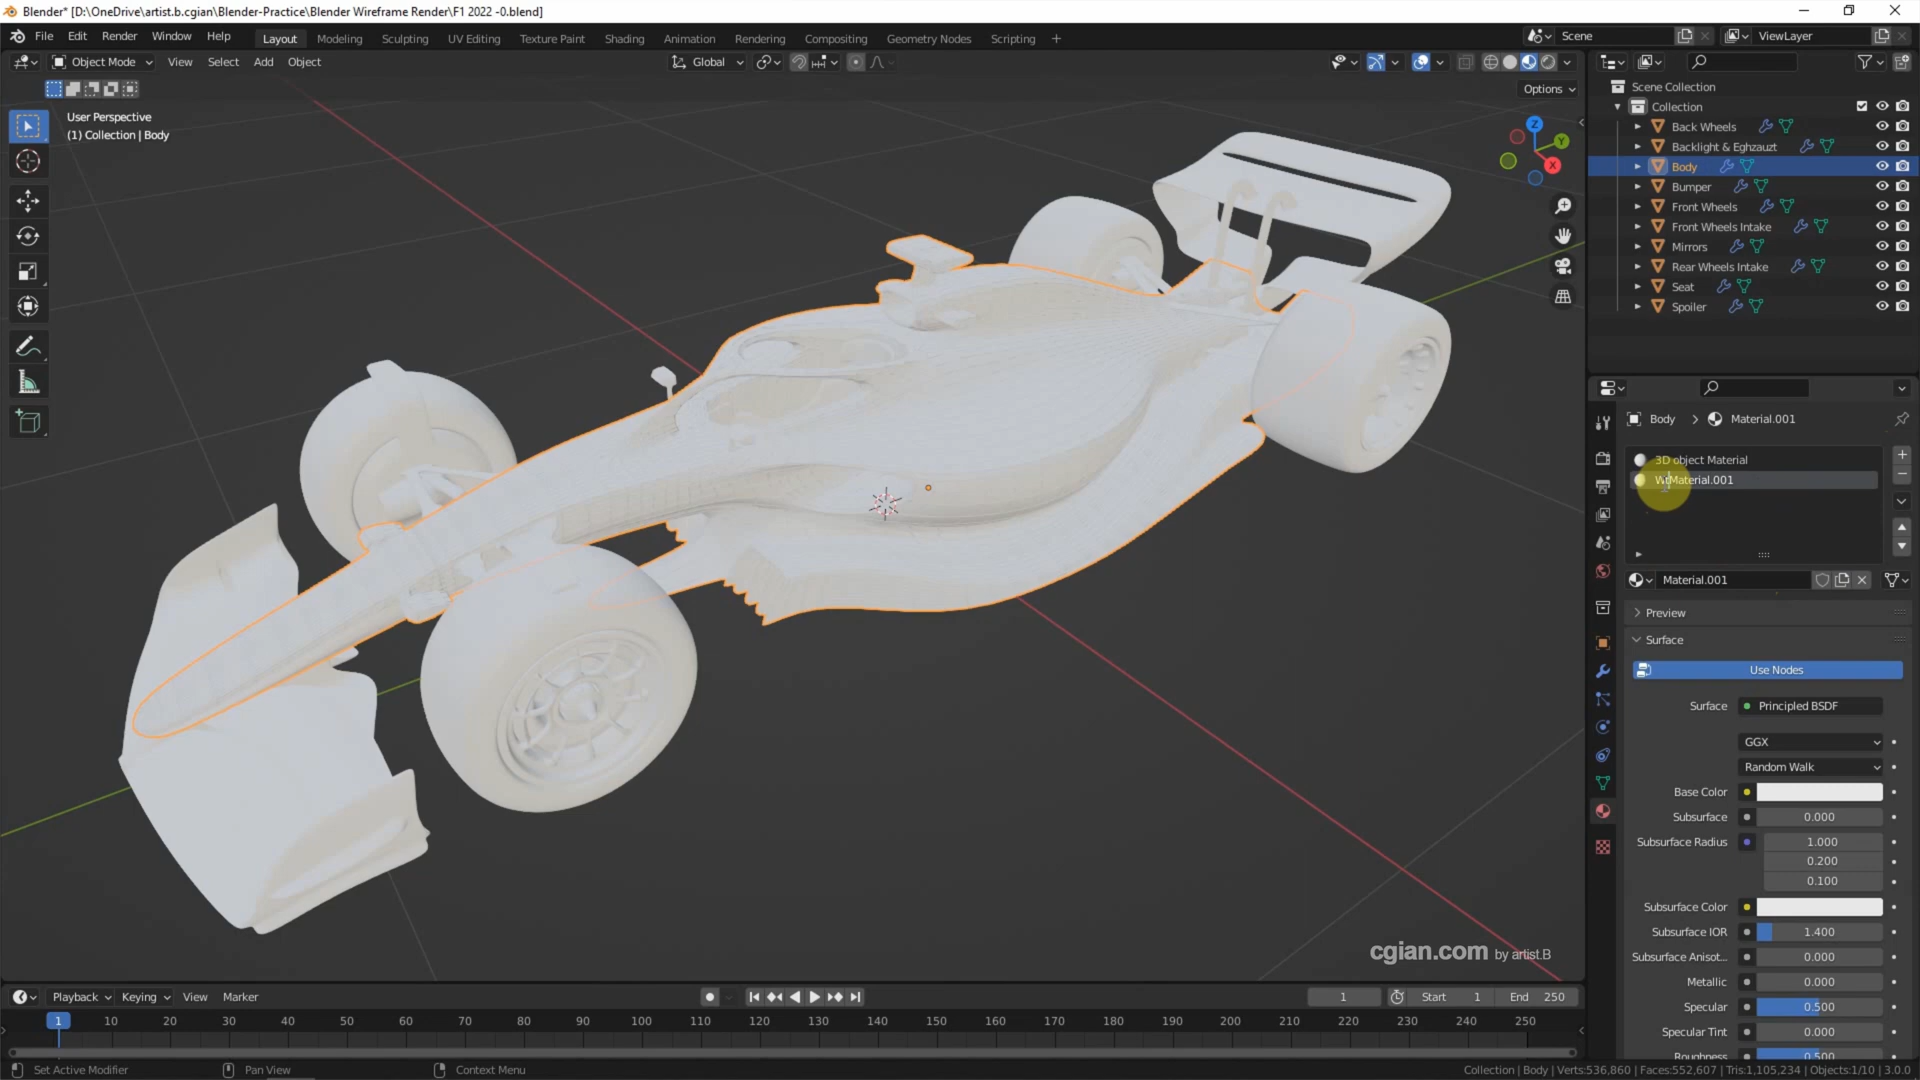 Blender* [D:\OneDrive\artist.b.cgian\Blender-Practice\Blender Wireframe Render\F1 2022 -0.blend]
File Edit Render Window Help Layout Modeling Sculpting UV Editing Texture Paint Shading Animation Rendering Compositing Geometry Nodes Scripting + Scene ViewLayer
Object Mode View Select Add Object Global
Options
User Perspective
(1) Collection | Body
Z
Y
X
Scene Collection
Collection
Back Wheels
Backlight & Eghzauzt
Body
Bumper
Front Wheels
Front Wheels Intake
Mirrors
Rear Wheels Intake
Seat
Spoiler
Body > Material.001
3D object Material
Material.001
Material.001
Preview
Surface
Use Nodes
Surface Principled BSDF
GGX
Random Walk
Base Color
Subsurface 0.000
Subsurface Radius 1.000
0.200
0.100
Subsurface Color
Subsurface IOR 1.400
Subsurface Anisot... 0.000
Metallic 0.000
Specular 0.500
Specular Tint 0.000
Roughness 0.500
cgian.com by artist.B
Playback Keying View Marker 1 Start 1 End 250
1 10 20 30 40 50 60 70 80 90 100 110 120 130 140 150 160 170 180 190 200 210 220 230 240 250
Set Active Modifier Pan View Context Menu Collection | Body | Verts:536,860 | Faces:552,607 | Tris:1,105,234 | Objects:1/10 | 3.0.0